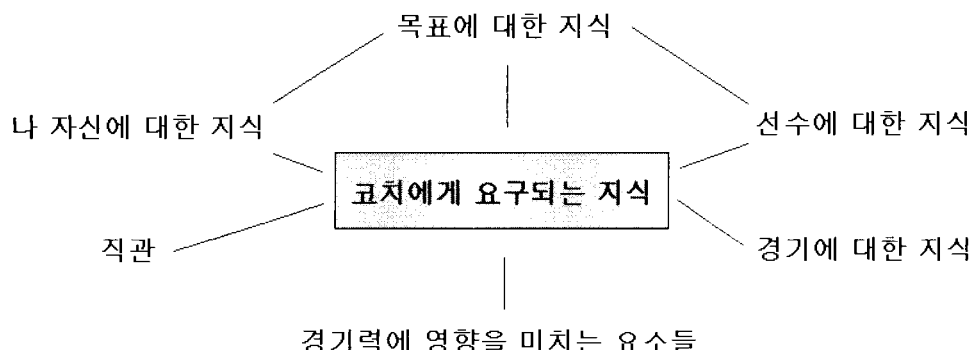 목표에 대한 지식
나 자신에 대한 지식
선수에 대한 지식
코치에게 요구되는 지식
직관
경기에 대한 지식
경기력에 영향을 미치는 요소들